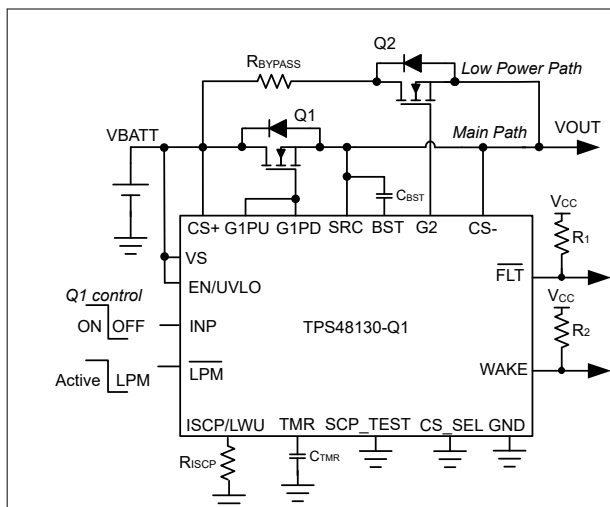 Q2
RBYPASS
Low Power Path
Q1
Main Path
VBATT
VOUT
CBST
VCC
R1
CS+ G1PU G1PD SRC BST G2 CS-
VS
FLT
EN/UVLO
Q1 control
VCC
R2
ON OFF
INP
TPS48130-Q1
LPM
WAKE
Active LPM
ISCP/LWU TMR SCP_TEST CS_SEL GND
RISCP
CTMR